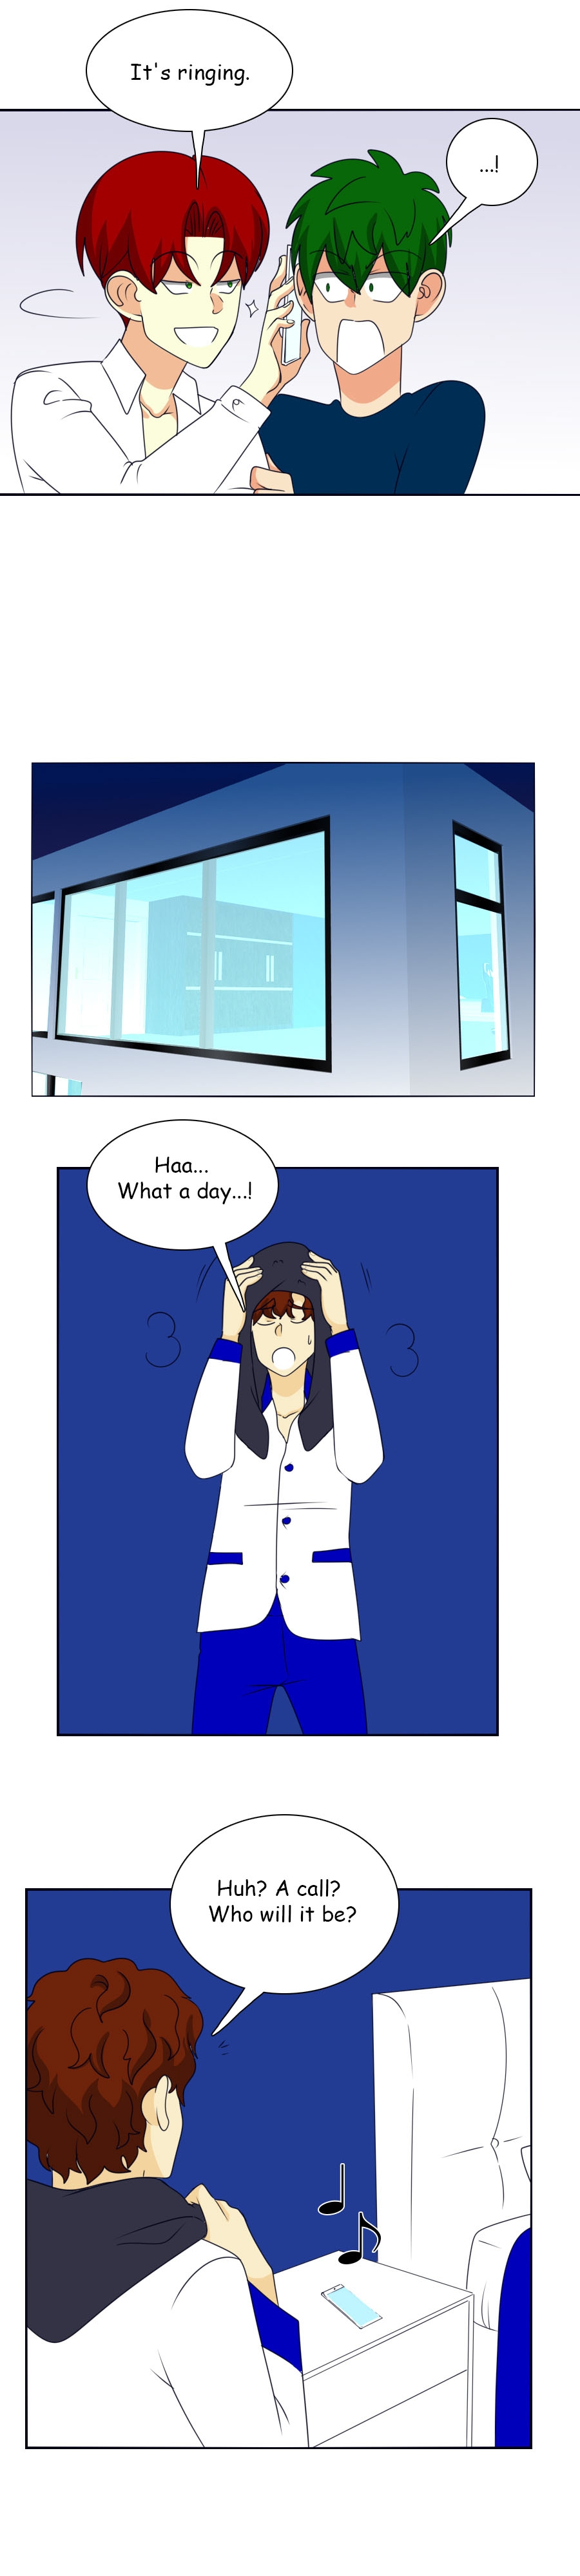 It's ringing.
...!
Haa...
What a day...!
Huh? A call?
Who will it be?